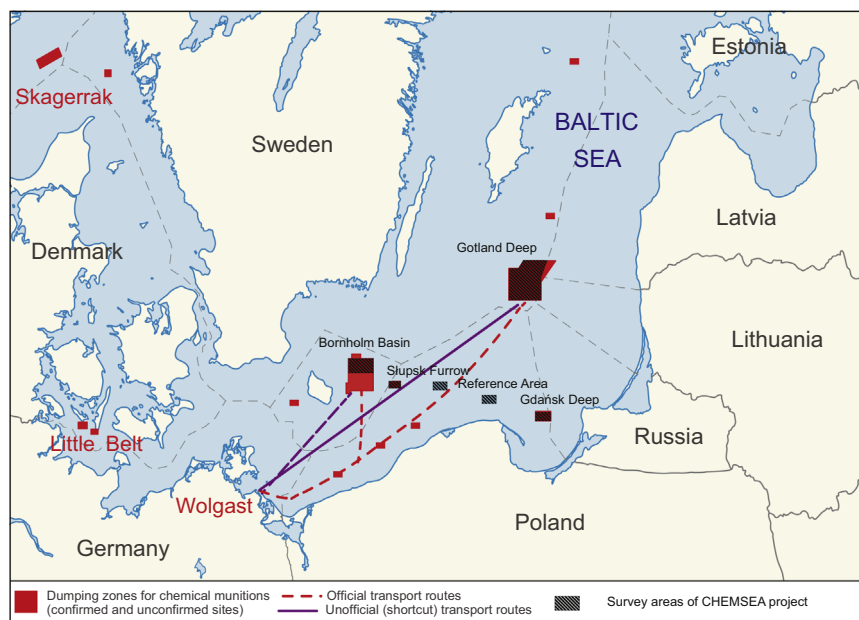 Estonia
Skagerrak
BALTIC
SEA
Sweden
Latvia
Denmark
Gotland Deep
Lithuania
Bornholm Basin
Słupsk Furrow
Reference Area
Gdańsk Deep
Little Belt
Russia
Wolgast
Poland
Germany
Dumping zones for chemical munitions
(confirmed and unconfirmed sites)
Official transport routes
Unofficial (shortcut) transport routes
Survey areas of CHEMSEA project